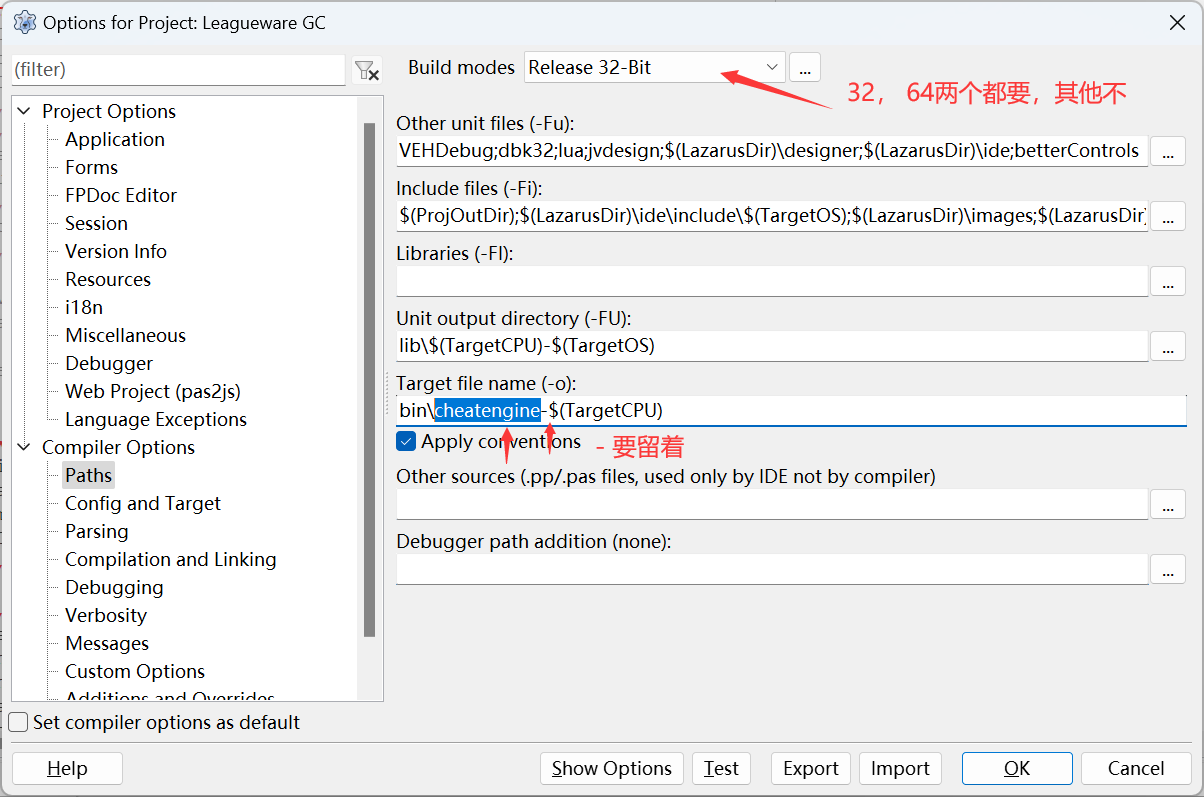 Options for Project: Leagueware GC
(filter)
Build modes
Release 32-Bit
...
32， 64两个都要，其他不
Project Options
Application
Forms
FPDoc Editor
Session
Version Info
Resources
i18n
Miscellaneous
Debugger
Web Project (pas2js)
Language Exceptions
Compiler Options
Paths
Config and Target
Parsing
Compilation and Linking
Debugging
Verbosity
Messages
Custom Options
Additions and Overrides
Other unit files (-Fu):
VEHDebug;dbk32;lua;jvdesign;$(LazarusDir)\designer;$(LazarusDir)\ide;betterControls
...
Include files (-Fi):
$(ProjOutDir);$(LazarusDir)\ide\include\$(TargetOS);$(LazarusDir)\images;$(LazarusDir)
...
Libraries (-Fl):
...
Unit output directory (-FU):
lib\$(TargetCPU)-$(TargetOS)
...
Target file name (-o):
bin\cheatengine-$(TargetCPU)
Apply conventions
- 要留着
Other sources (.pp/.pas files, used only by IDE not by compiler)
...
Debugger path addition (none):
...
Set compiler options as default
Help
Show Options
Test
Export
Import
OK
Cancel